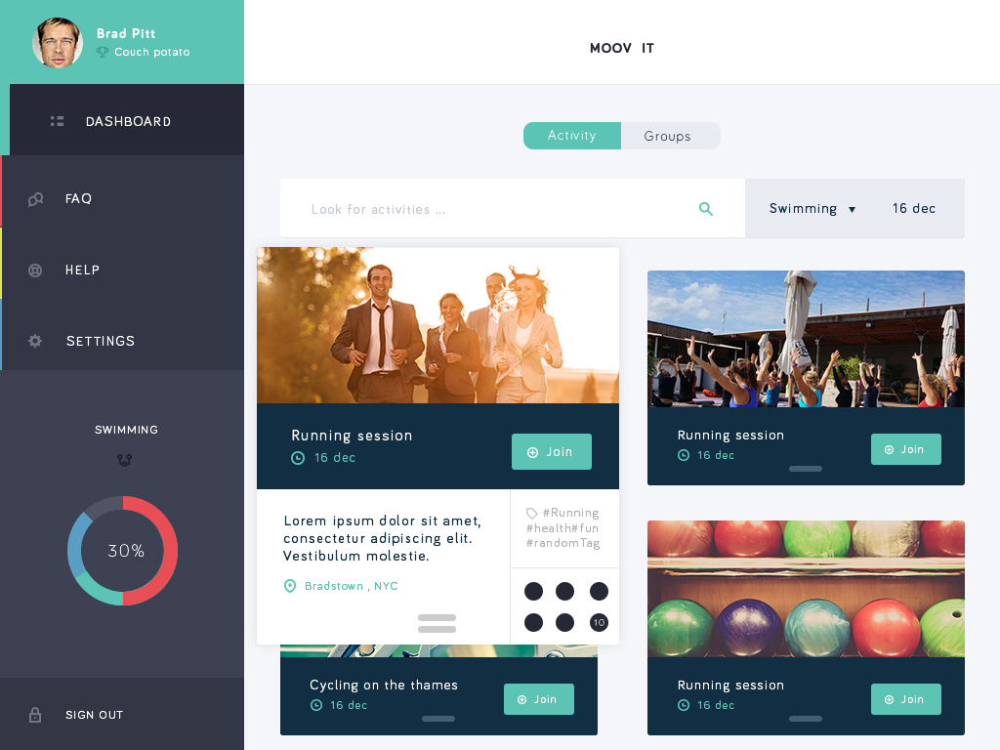 Brad Pitt
Couch potato
MOOV IT
DASHBOARD
FAQ
HELP
SETTINGS
SWIMMING
30%
SIGN OUT
Activity
Groups
Look for activities ...
Swimming
16 dec
Running session
16 dec
Join
Lorem ipsum dolor sit amet,
consectetur adipiscing elit.
Vestibulum molestie.
Bradstown , NYC
#Running
#health#fun
#randomTag
10
Running session
16 dec
Join
Cycling on the thames
16 dec
Join
Running session
16 dec
Join